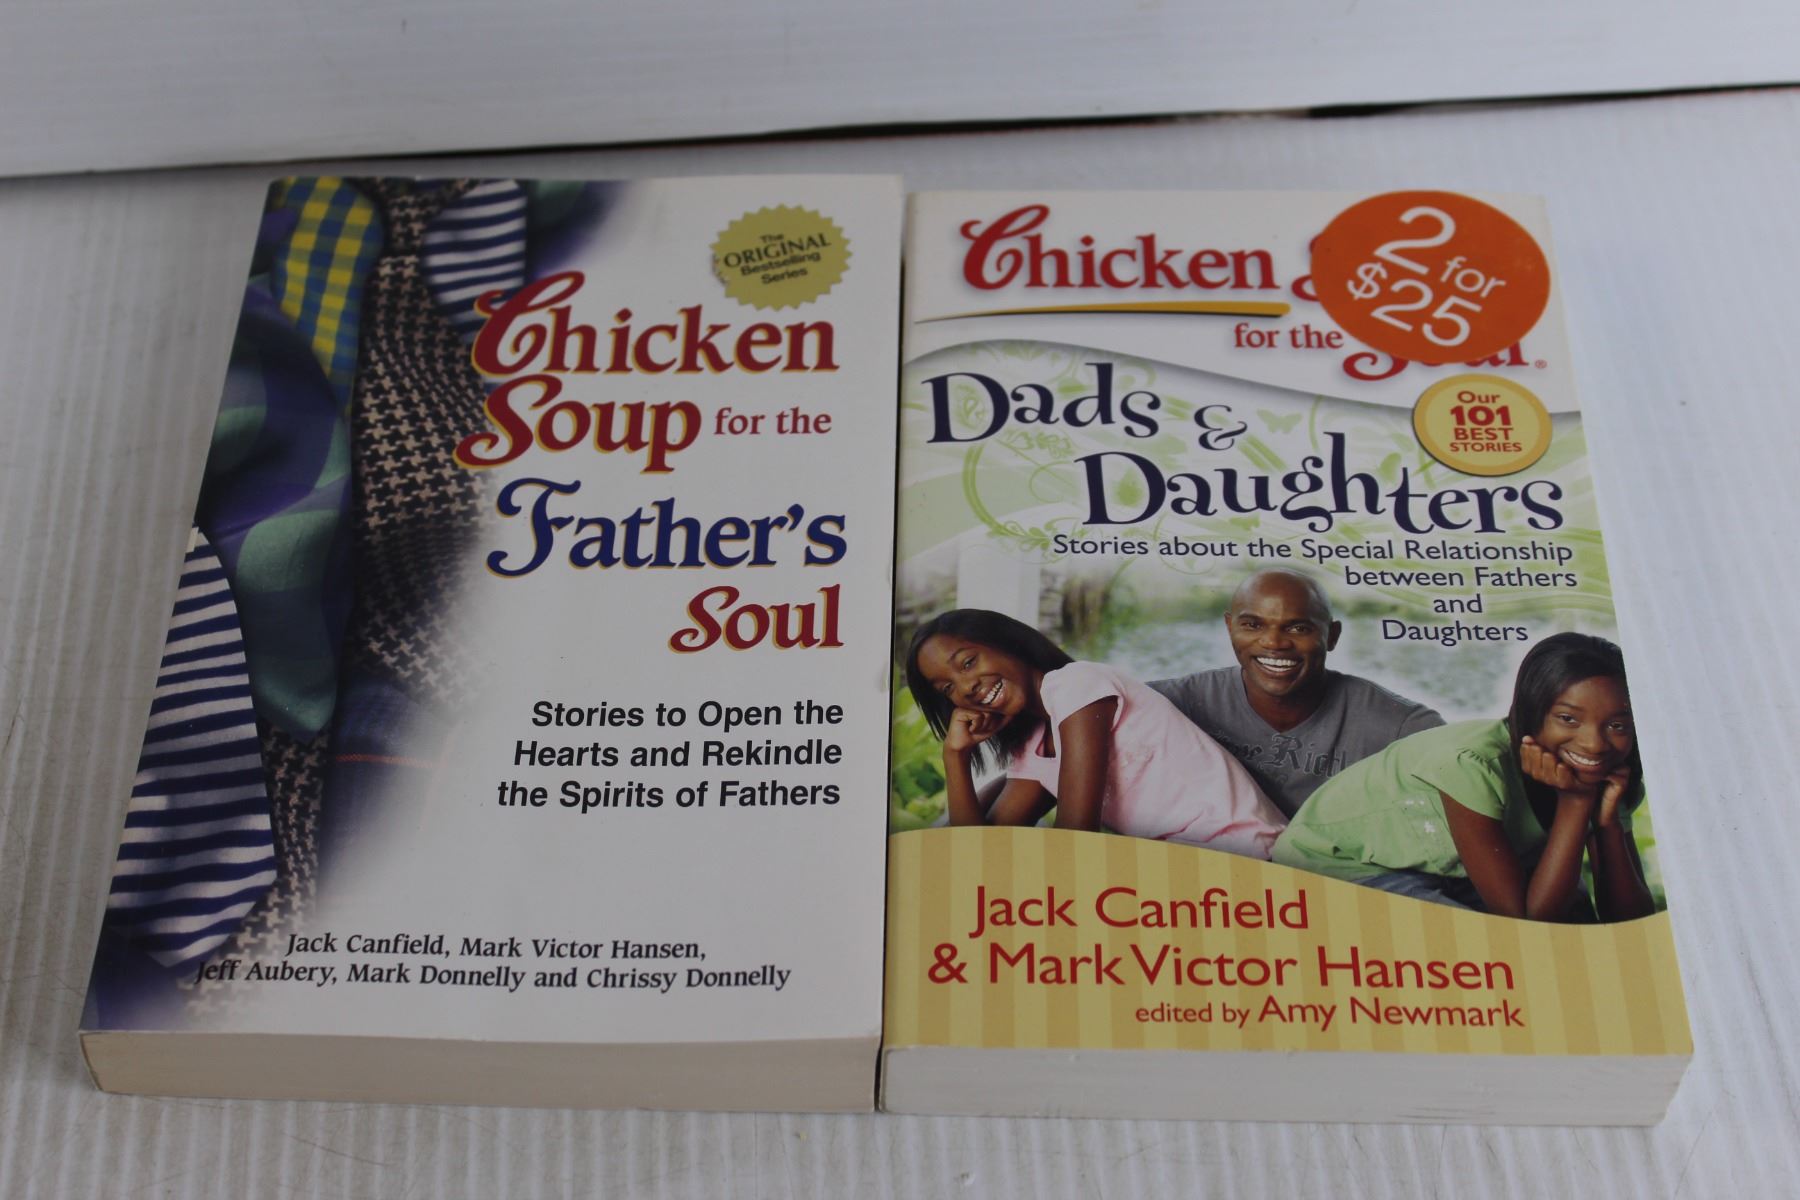 The
ORIGINAL
Bestselling
Series
Chicken
Soup for the
Father's
Soul
Stories to Open the
Hearts and Rekindle
the Spirits of Fathers
Jack Canfield, Mark Victor Hansen,
Jeff Aubery, Mark Donnelly and Chrissy Donnelly
Chicken
for the
2 for
$25
Our
101
BEST
STORIES
Dads &
Daughters
Stories about the Special Relationship
between Fathers
and
Daughters
Jack Canfield
& Mark Victor Hansen
edited by Amy Newmark